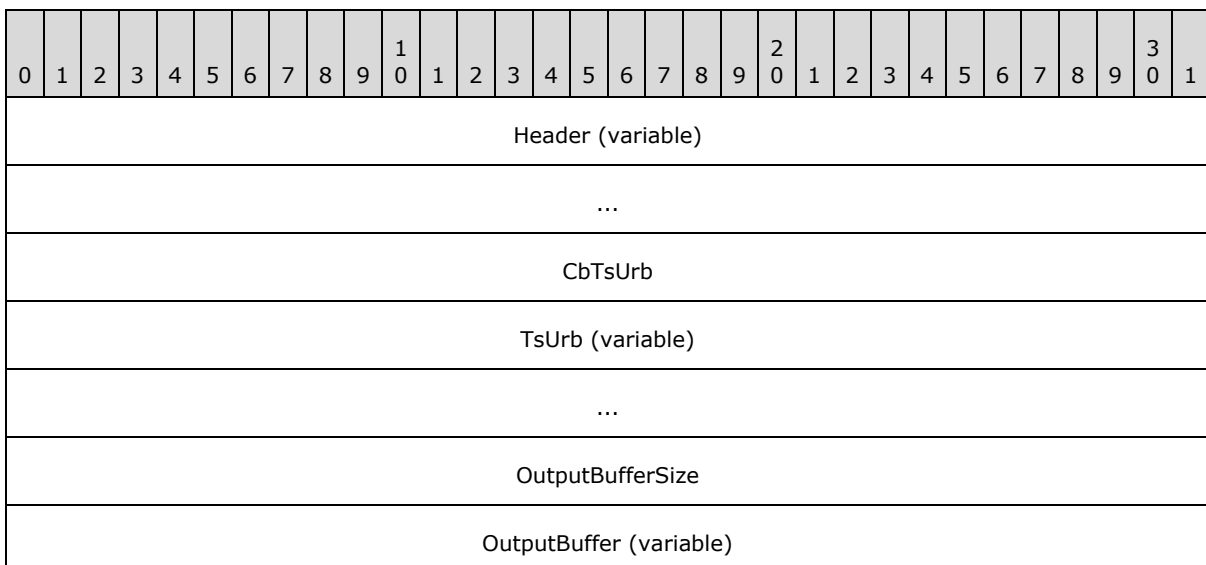 1 2 3
0 1 2 3 4 5 6 7 8 9 0 1 2 3 4 5 6 7 8 9 0 1 2 3 4 5 6 7 8 9 0 1
Header (variable)
...
CbTsUrb
TsUrb (variable)
...
OutputBufferSize
OutputBuffer (variable)